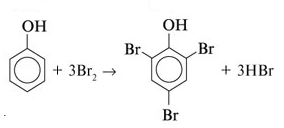 OH OH
Br Br
+ 3Br₂ → + 3HBr
Br